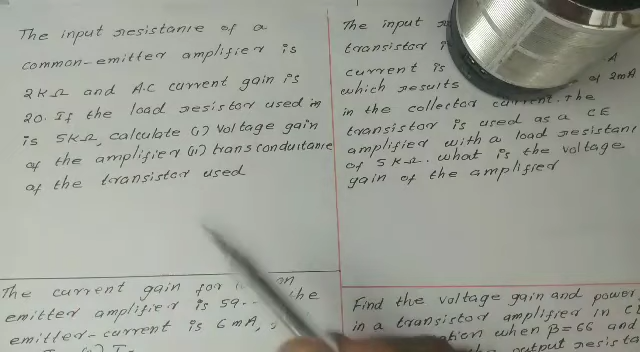 The input resistance of a
common-emitter amplifier is
2KΩ and A.C current gain is
20. If the load resistor used in
is 5KΩ, calculate (i) voltage gain
of the amplifier (ii) transconductance
of the transistor used
The input
transistor
current is
which results of 2mA
in the collector current. The
transistor is used as a CE
amplifier with a load resistan
of 5KΩ. what is the voltage
gain of the amplified
The current gain for
emitter amplifier is 59. the
emitter-current is 6mA,
Find the voltage gain and power
in a transistor amplifier in C
when β=66 and
output resista